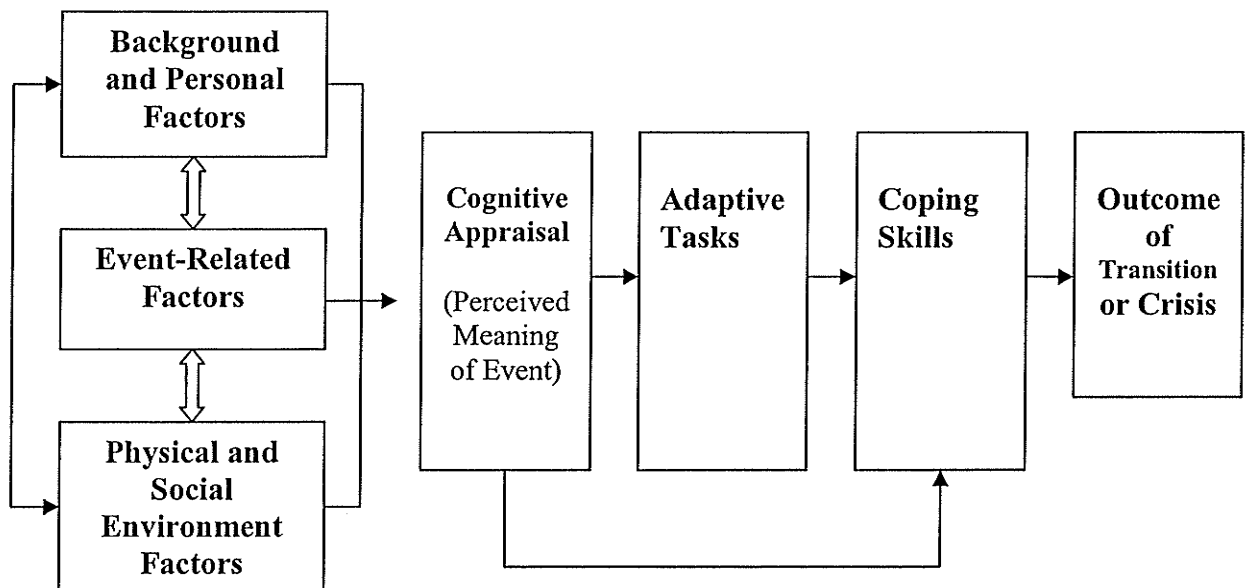 Background
and Personal
Factors
Event-Related
Factors
Physical and
Social
Environment
Factors
Cognitive
Appraisal
(Perceived
Meaning
of Event)
Adaptive
Tasks
Coping
Skills
Outcome
of
Transition
or Crisis